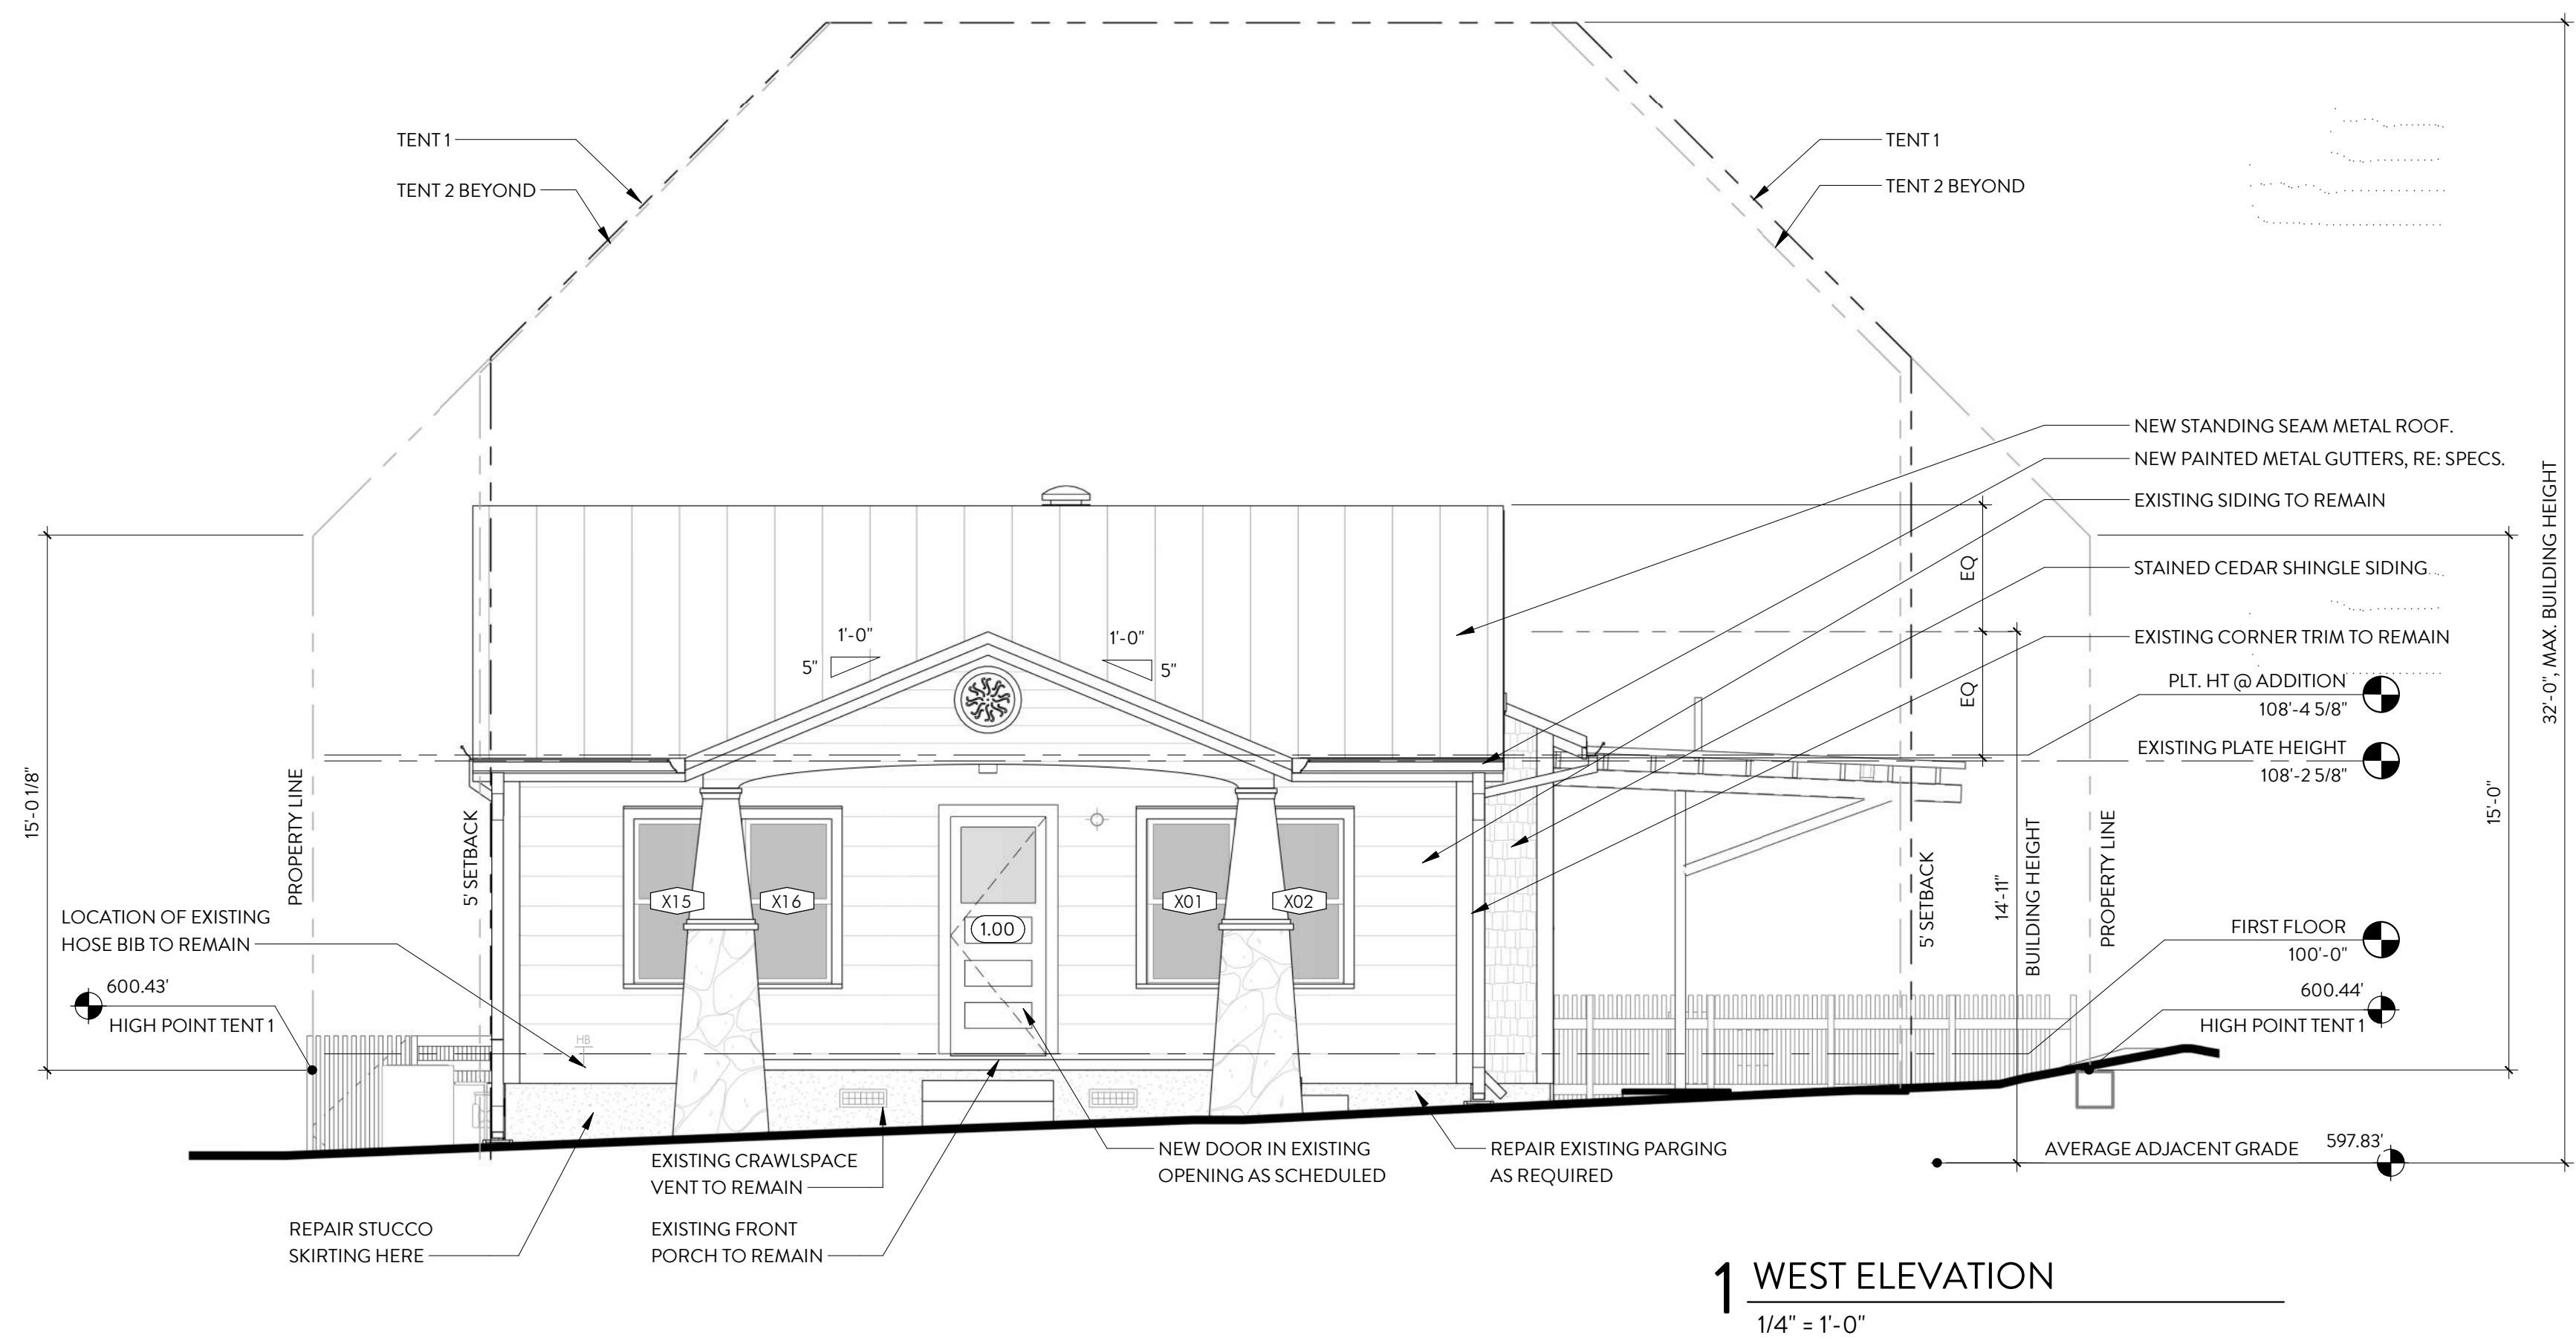 TENT 1
TENT 2 BEYOND
TENT 1
TENT 2 BEYOND
NEW STANDING SEAM METAL ROOF.
NEW PAINTED METAL GUTTERS, RE: SPECS.
EXISTING SIDING TO REMAIN
STAINED CEDAR SHINGLE SIDING
EXISTING CORNER TRIM TO REMAIN
PLT. HT @ ADDITION
108'-4 5/8"
EXISTING PLATE HEIGHT
108'-2 5/8"
32'-0", MAX. BUILDING HEIGHT
EQ
EQ
1'-0"
5"
1'-0"
5"
15'-0 1/8"
PROPERTY LINE
5' SETBACK
5' SETBACK
14'-11"
BUILDING HEIGHT
PROPERTY LINE
15'-0"
X15
X16
1.00
X01
X02
LOCATION OF EXISTING
HOSE BIB TO REMAIN
600.43'
HIGH POINT TENT 1
HB
FIRST FLOOR
100'-0"
600.44'
HIGH POINT TENT 1
AVERAGE ADJACENT GRADE
597.83'
EXISTING CRAWLSPACE
VENT TO REMAIN
NEW DOOR IN EXISTING
OPENING AS SCHEDULED
REPAIR EXISTING PARGING
AS REQUIRED
REPAIR STUCCO
SKIRTING HERE
EXISTING FRONT
PORCH TO REMAIN
1 WEST ELEVATION
1/4" = 1'-0"